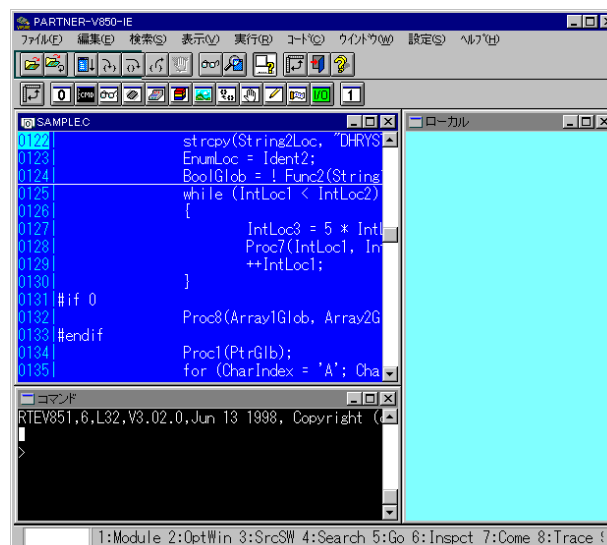 PARTNER-V850-IE
ファイル(F) 編集(E) 検索(S) 表示(V) 実行(R) コード(C) ウインドウ(W) 設定(S) ヘルプ(H)
0 CMD I/O 1
SAMPLE.C
ローカル
0122| strcpy(String2Loc, "DHRYS
0123| EnumLoc = Ident2;
0124| BoolGlob = ! Func2(String
0125| while (IntLoc1 < IntLoc2)
0126| {
0127| IntLoc3 = 5 * Intl
0128| Proc7(IntLoc1, In
0129| ++IntLoc1;
0130| }
0131|#if 0
0132| Proc8(Array1Glob, Array2G
0133|#endif
0134| Proc1(PtrGlb);
0135| for (CharIndex = 'A'; Cha
コマンド
RTEV851,6,L32,V3.02.0,Jun 13 1998, Copyright (
>
1:Module 2:OptWin 3:SrcSW 4:Search 5:Go 6:Inspct 7:Come 8:Trace